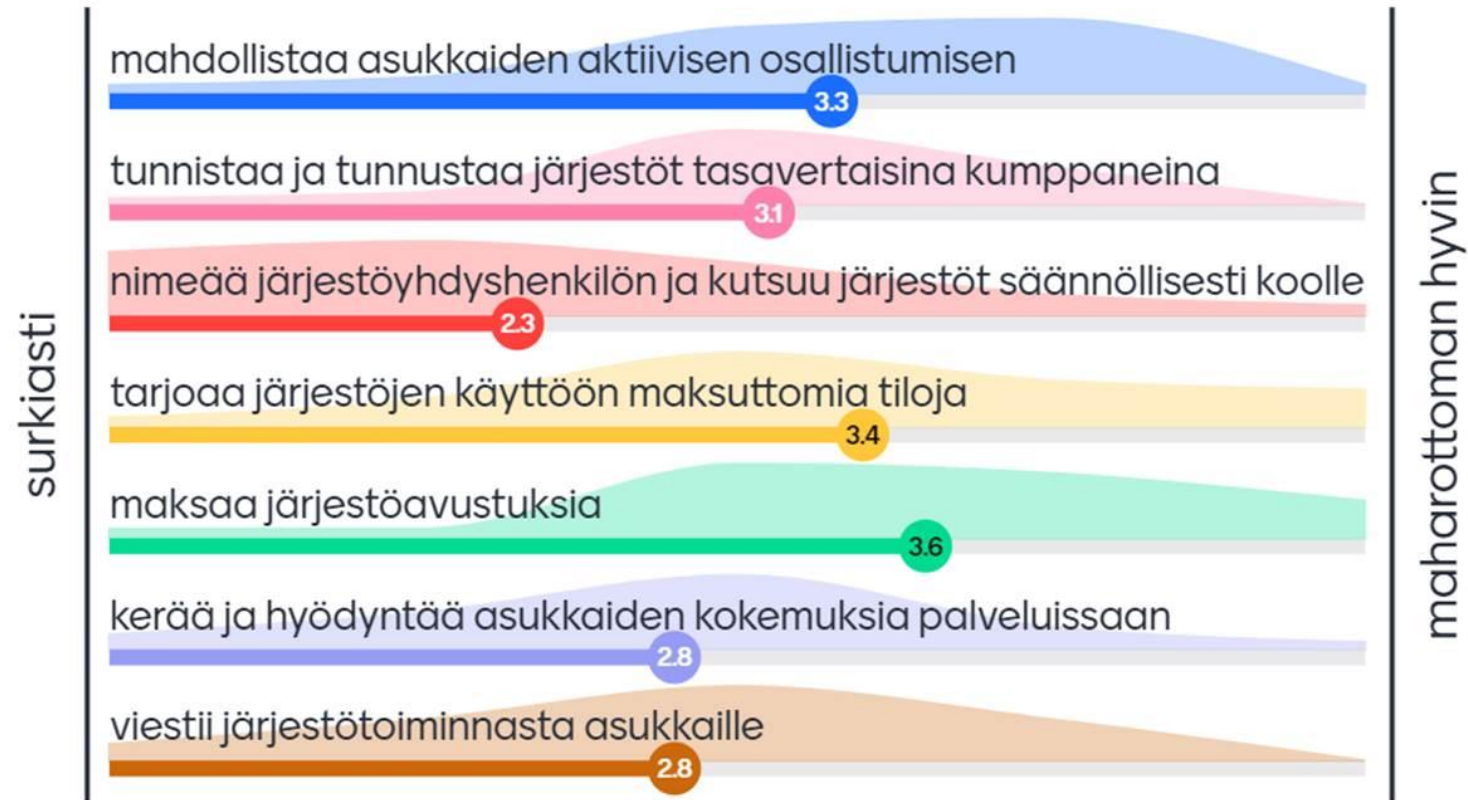 mahdollistaa asukkaiden aktiivisen osallistumisen
3.3
tunnistaa ja tunnustaa järjestöt tasavertaisina kumppaneina
3.1
nimeää järjestöyhdyshenkilön ja kutsuu järjestöt säännöllisesti koolle
2.3
tarjoaa järjestöjen käyttöön maksuttomia tiloja
3.4
maksaa järjestöavustuksia
3.6
kerää ja hyödyntää asukkaiden kokemuksia palveluissaan
2.8
viestii järjestötoiminnasta asukkaille
2.8
surkiasti
maharottoman hyvin